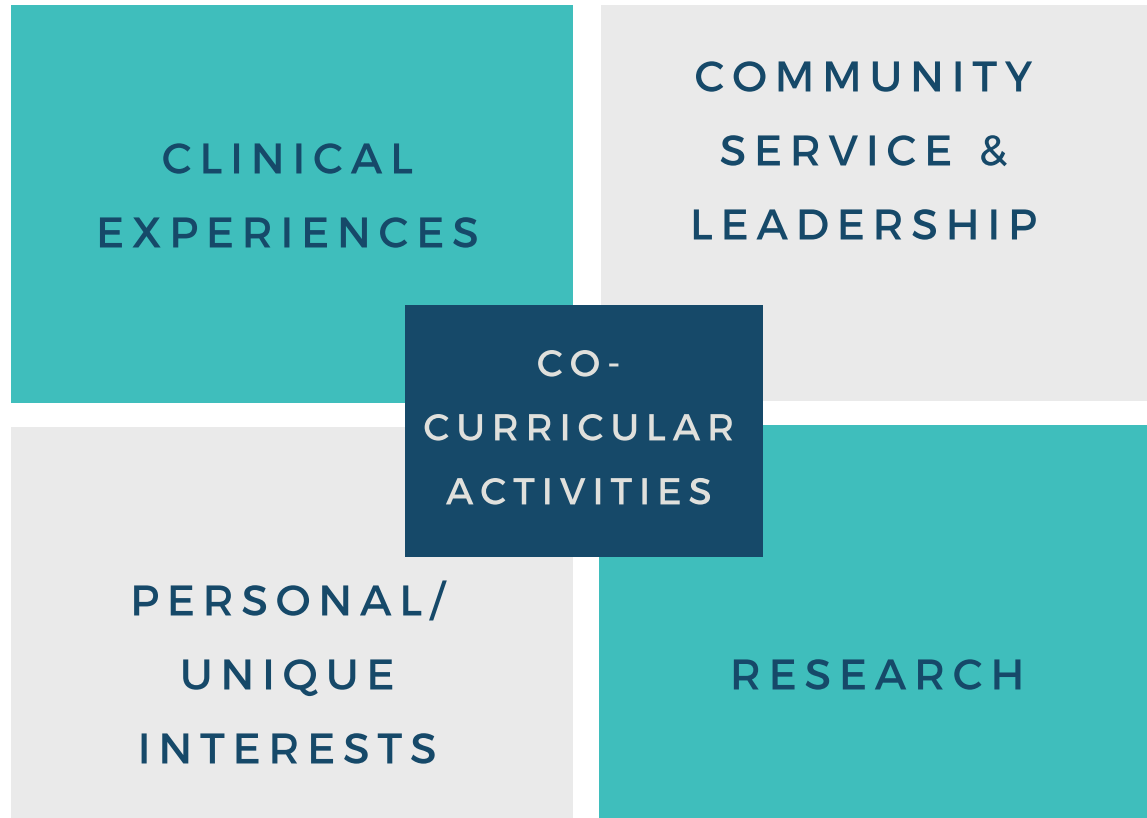 CLINICAL
EXPERIENCES
COMMUNITY
SERVICE &
LEADERSHIP
CO-
CURRICULAR
ACTIVITIES
PERSONAL/
UNIQUE
INTERESTS
RESEARCH